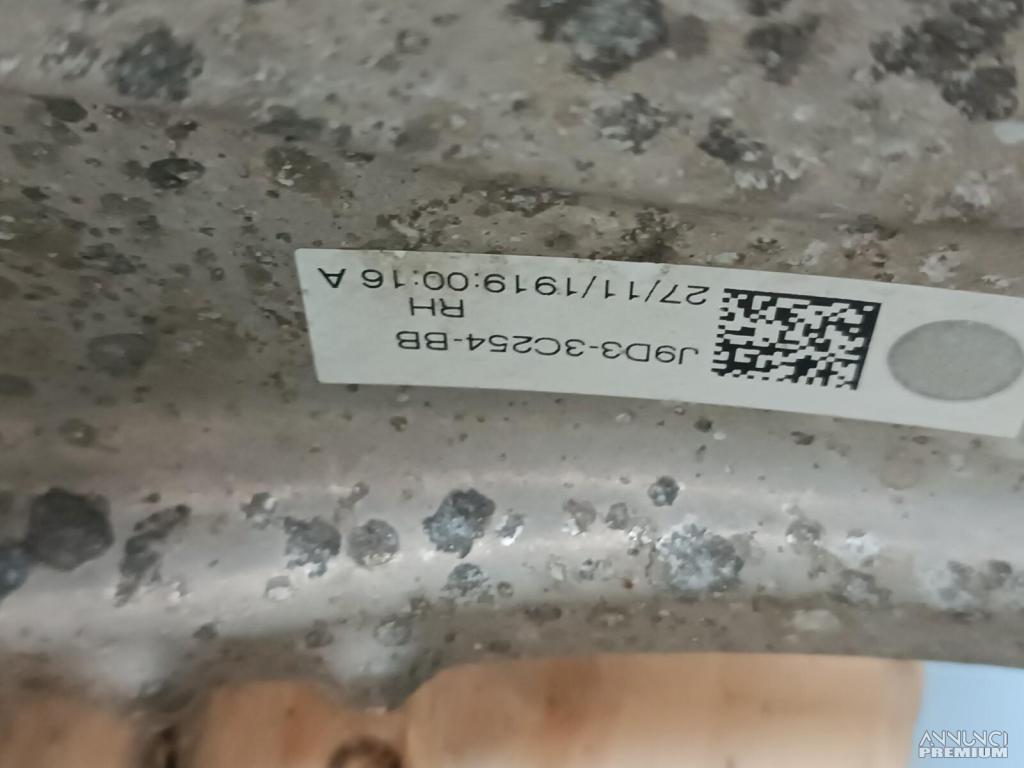 J9D3-3C254-BB
RH
27/11/1919:00:16 A
ANNUNCI
PREMIUM